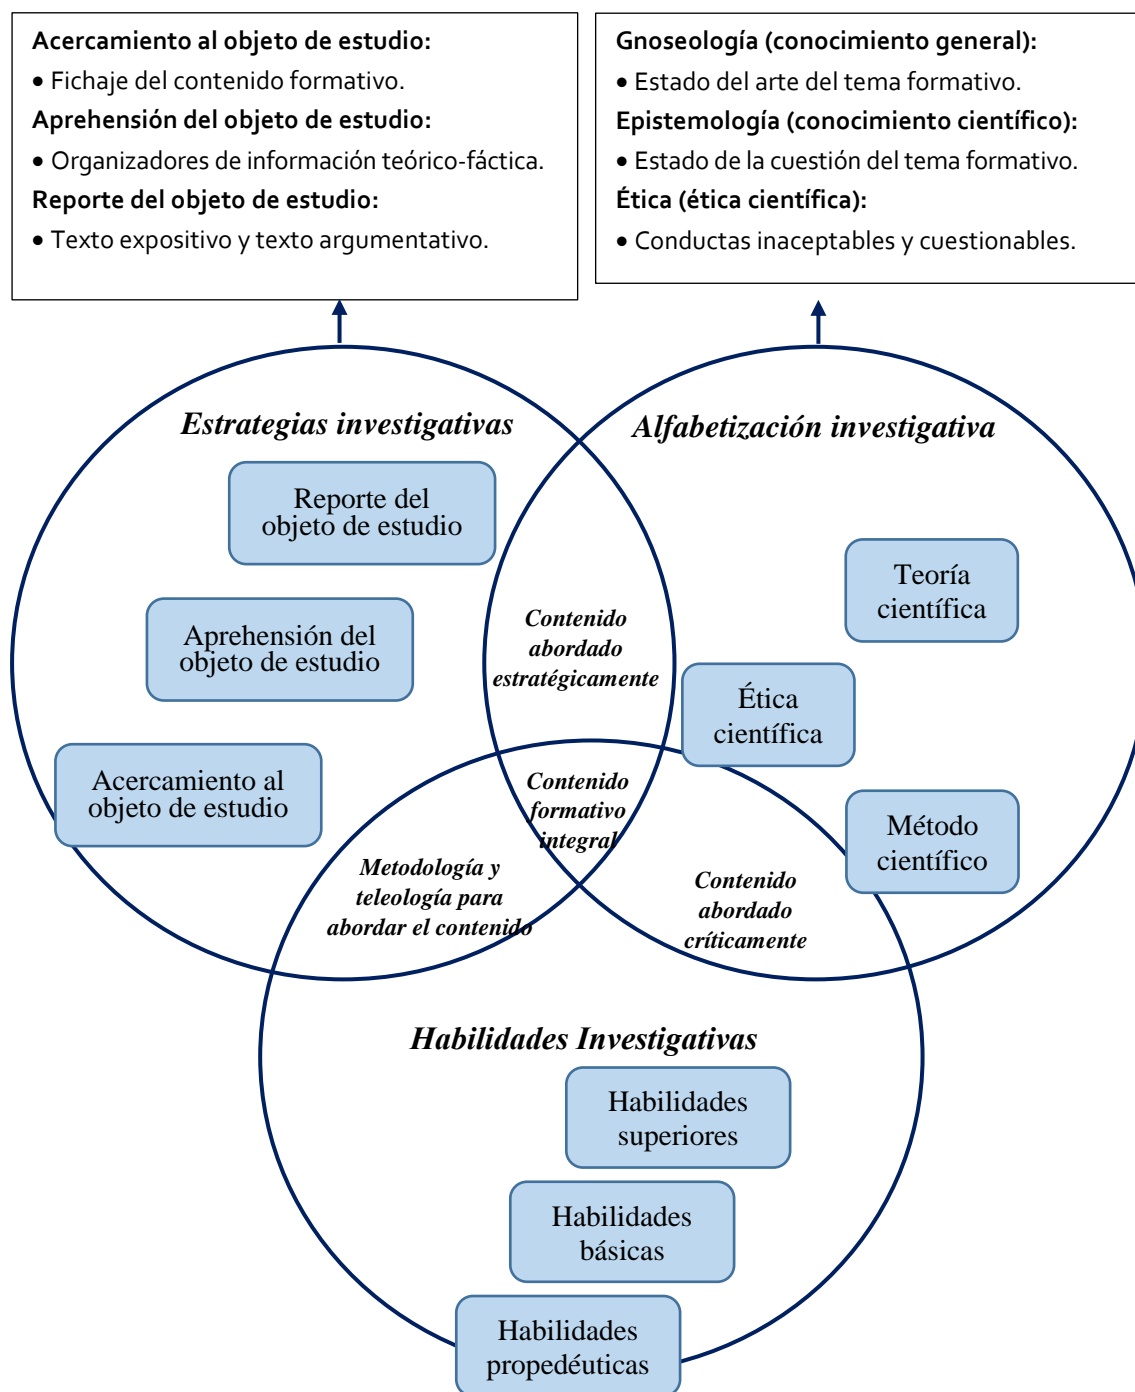 Acercamiento al objeto de estudio:
• Fichaje del contenido formativo.
Aprehensión del objeto de estudio:
• Organizadores de información teórico-fáctica.
Reporte del objeto de estudio:
• Texto expositivo y texto argumentativo.
Gnoseología (conocimiento general):
• Estado del arte del tema formativo.
Epistemología (conocimiento científico):
• Estado de la cuestión del tema formativo.
Ética (ética científica):
• Conductas inaceptables y cuestionables.
Estrategias investigativas
Reporte del
objeto de estudio
Aprehensión del
objeto de estudio
Acercamiento al
objeto de estudio
Alfabetización investigativa
Teoría
científica
Ética
científica
Método
científico
Contenido
abordado
estratégicamente
Contenido
formativo
integral
Metodología y
teleología para
abordar el contenido
Contenido
abordado
críticamente
Habilidades Investigativas
Habilidades
superiores
Habilidades
básicas
Habilidades
propedéuticas